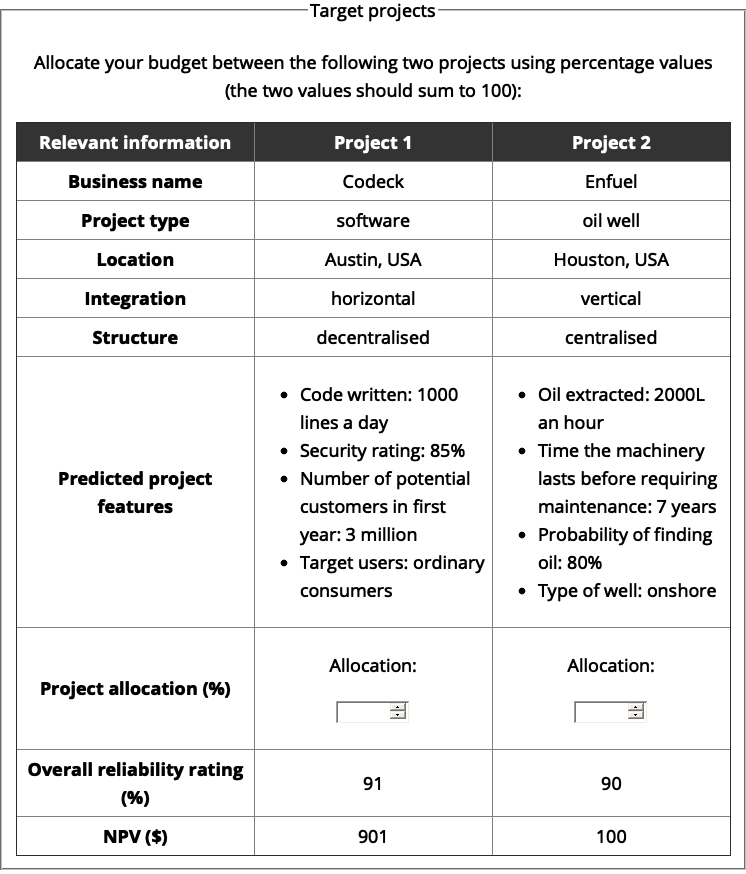 Target projects
Allocate your budget between the following two projects using percentage values
(the two values should sum to 100):
Relevant information Project 1 Project 2
Business name Codeck Enfuel
Project type software oil well
Location Austin, USA Houston, USA
Integration horizontal vertical
Structure decentralised centralised
Predicted project
features
• Code written: 1000
lines a day
• Security rating: 85%
• Number of potential
customers in first
year: 3 million
• Target users: ordinary
consumers
• Oil extracted: 2000L
an hour
• Time the machinery
lasts before requiring
maintenance: 7 years
• Probability of finding
oil: 80%
• Type of well: onshore
Project allocation (%) Allocation: Allocation:
Overall reliability rating
(%) 91 90
NPV ($) 901 100